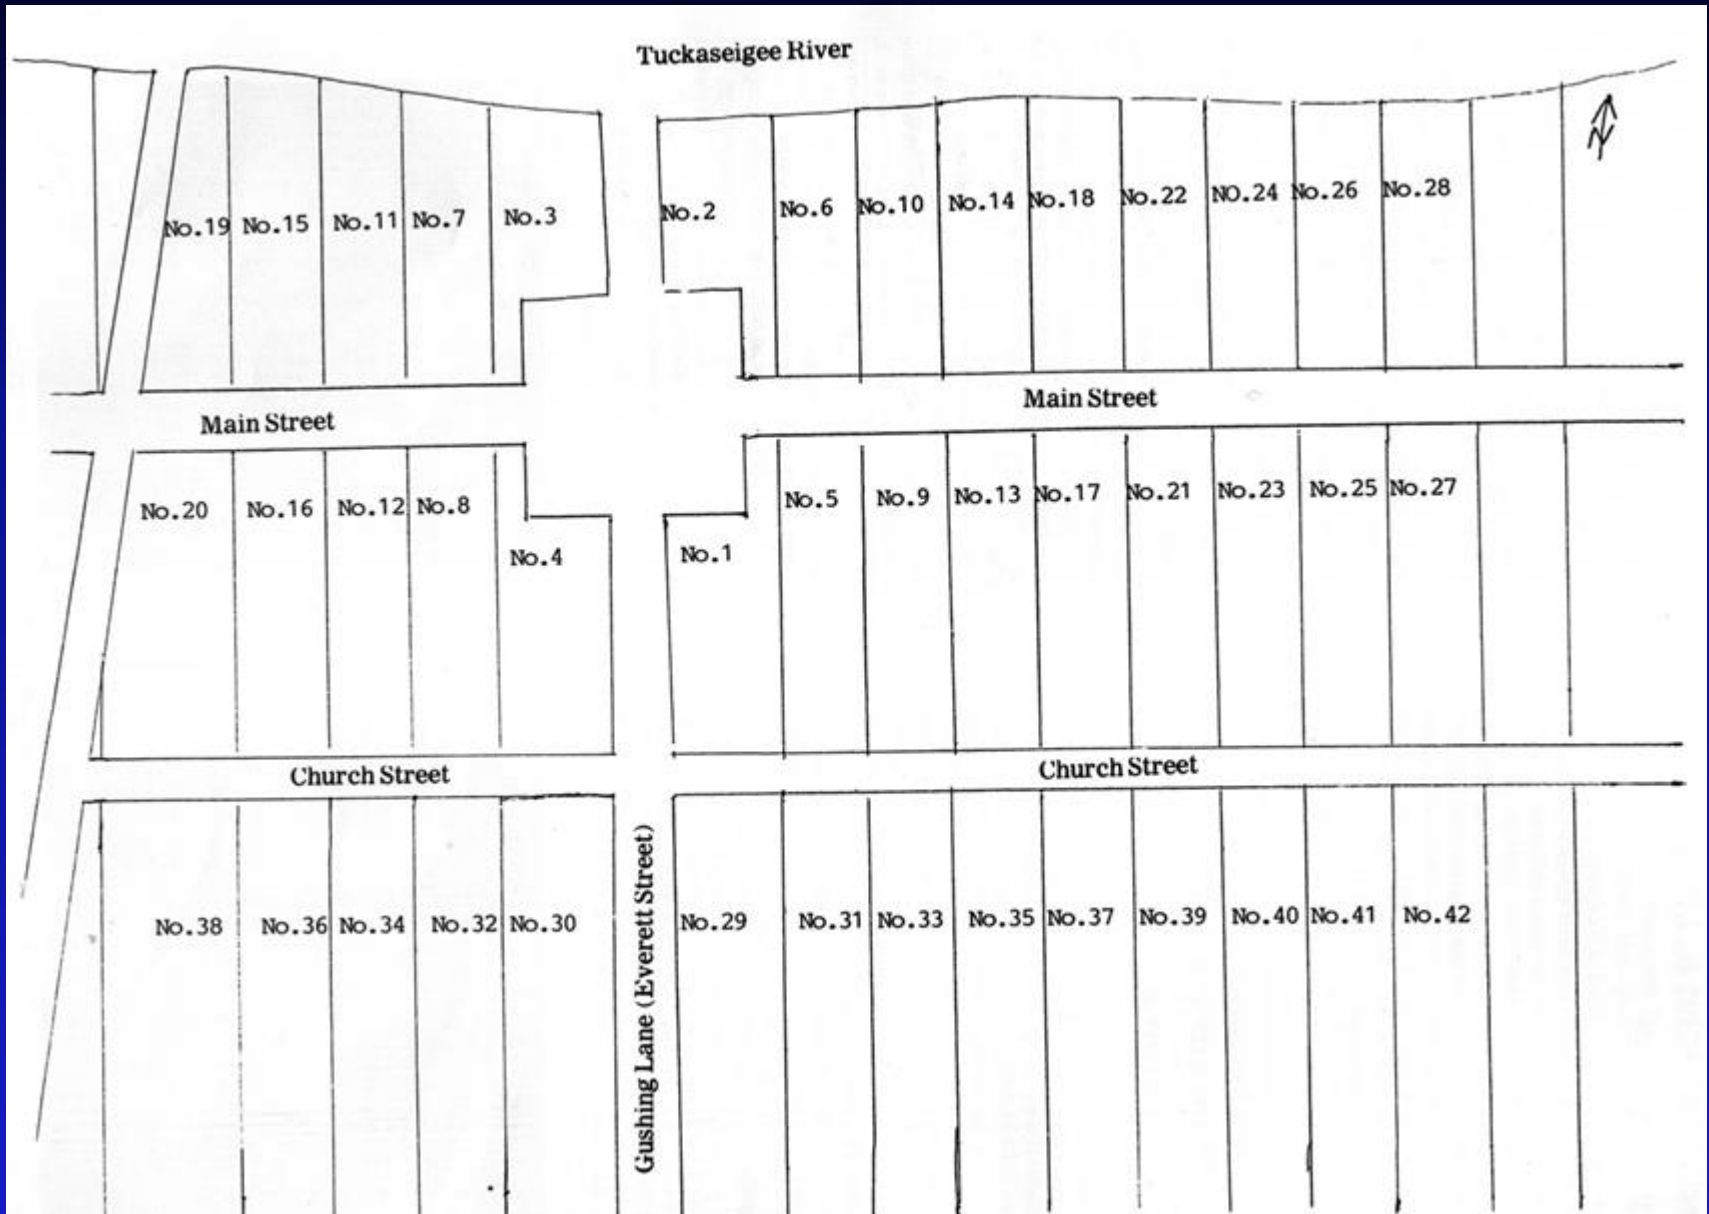 Tuckaseigee River
No.19 No.15 No.11 No.7 No.3 No.2 No.6 No.10 No.14 No.18 No.22 NO.24 No.26 No.28
N
Main Street Main Street
No.20 No.16 No.12 No.8 No.4 No.1 No.5 No.9 No.13 No.17 No.21 No.23 No.25 No.27
Church Street Church Street
No.38 No.36 No.34 No.32 No.30 No.29 No.31 No.33 No.35 No.37 No.39 No.40 No.41 No.42
Gushing Lane (Everett Street)